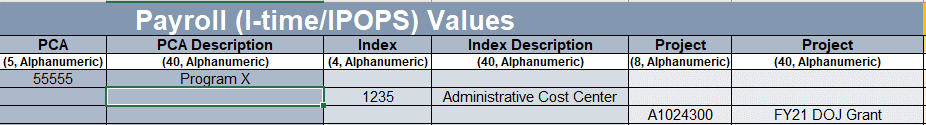 Payroll (I-time/IPOPS) Values
PCA PCA Description Index Index Description Project Project
(5, Alphanumeric) (40, Alphanumeric) (4, Alphanumeric) (40, Alphanumeric) (8, Alphanumeric) (40, Alphanumeric)
55555 Program X
1235 Administrative Cost Center
A1024300 FY21 DOJ Grant